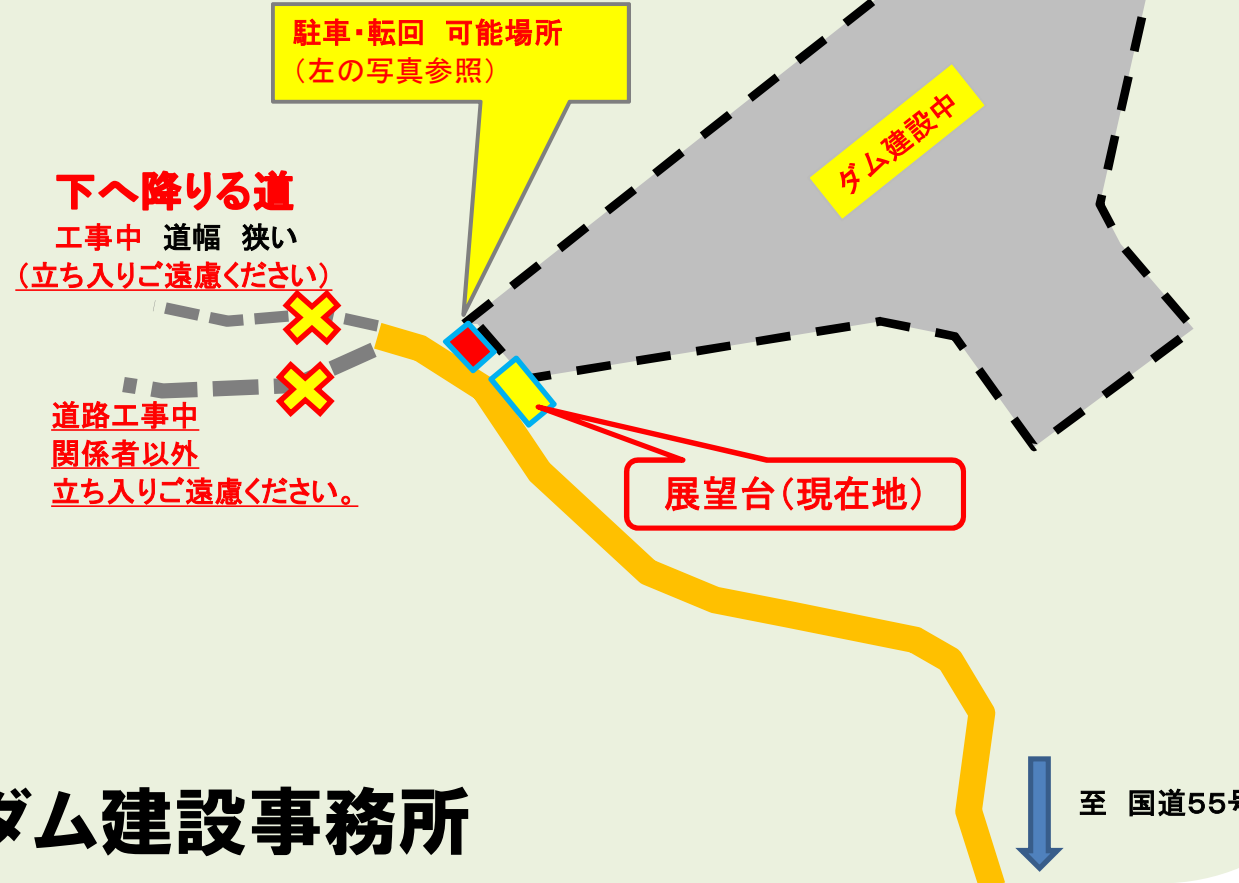 駐車・転回 可能場所
（左の写真参照）
ダム建設中
下へ降りる道
工事中 道幅 狭い
（立ち入りご遠慮ください）
道路工事中
関係者以外
立ち入りご遠慮ください。
展望台（現在地）
ダム建設事務所
至 国道55号